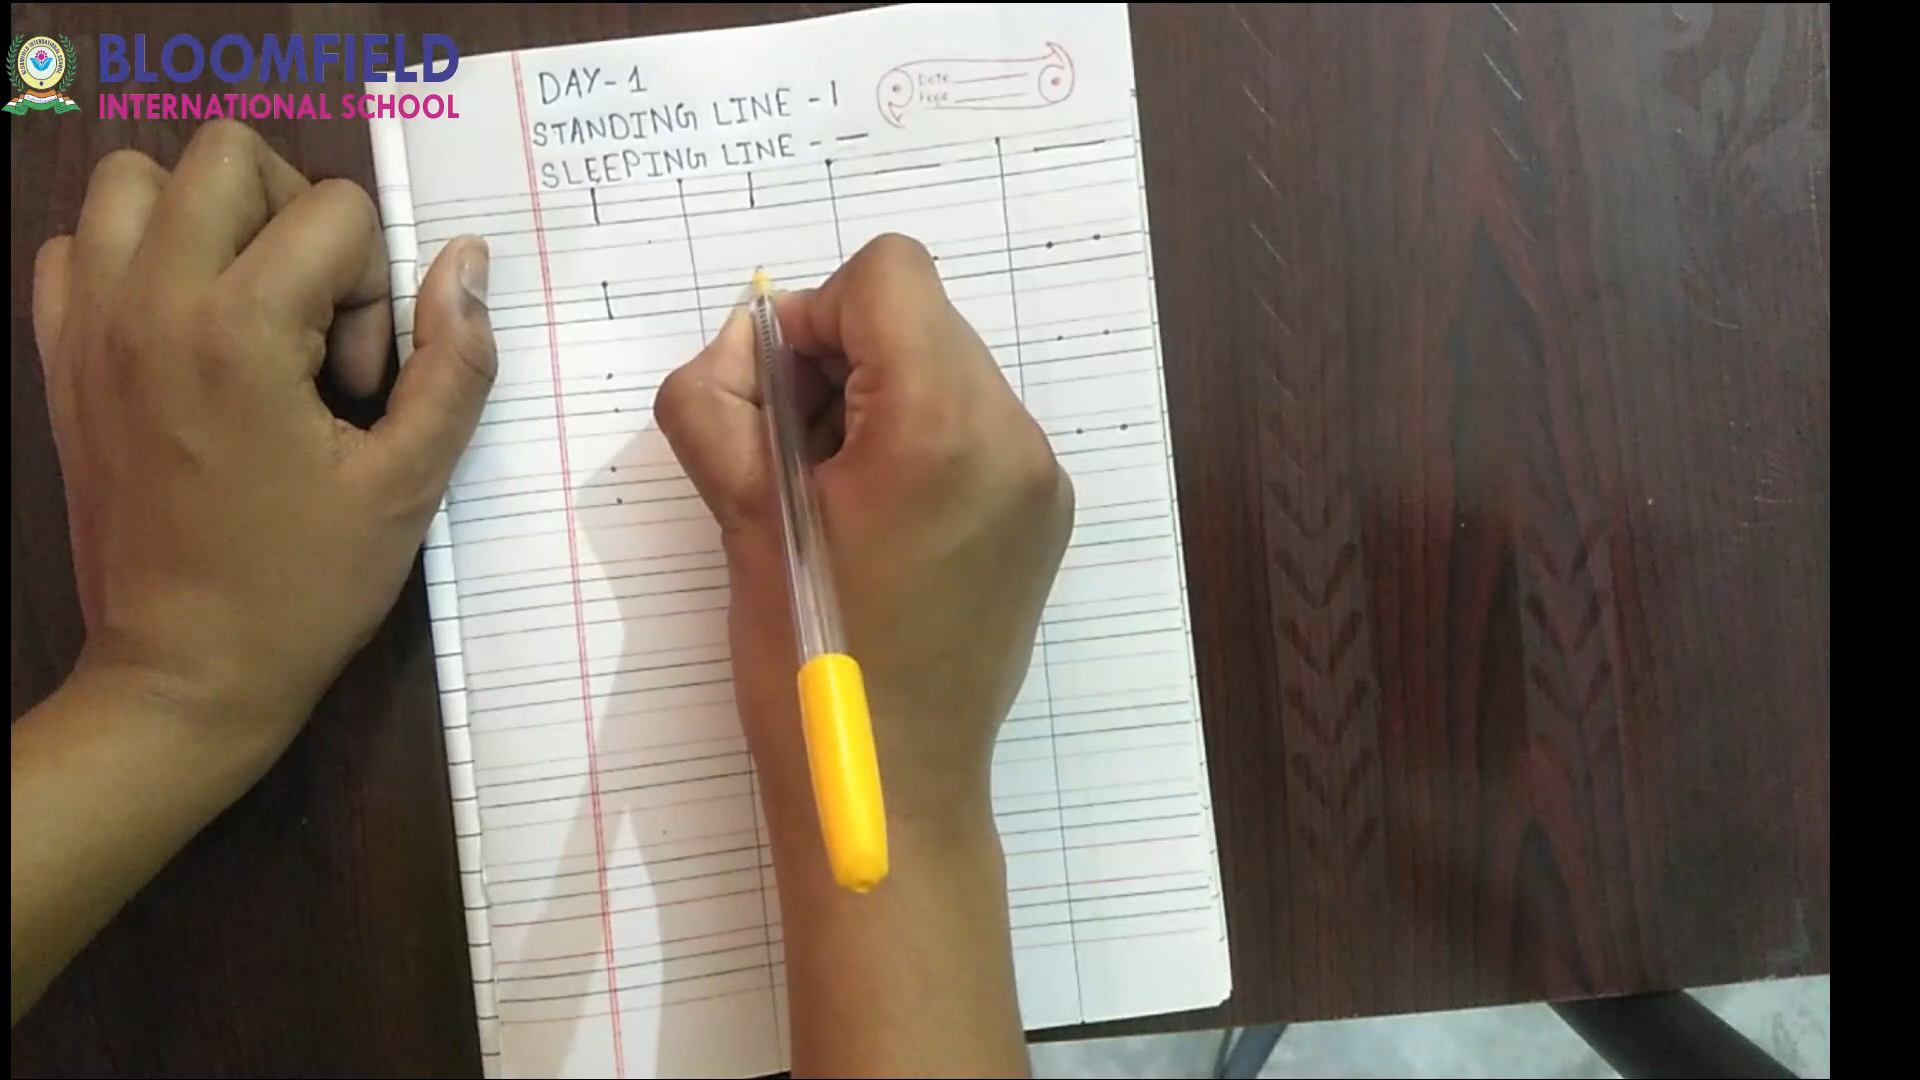 BLOOMFIELD
INTERNATIONAL SCHOOL
DAY-1
STANDING LINE - |
SLEEPING LINE - —
Date
Page